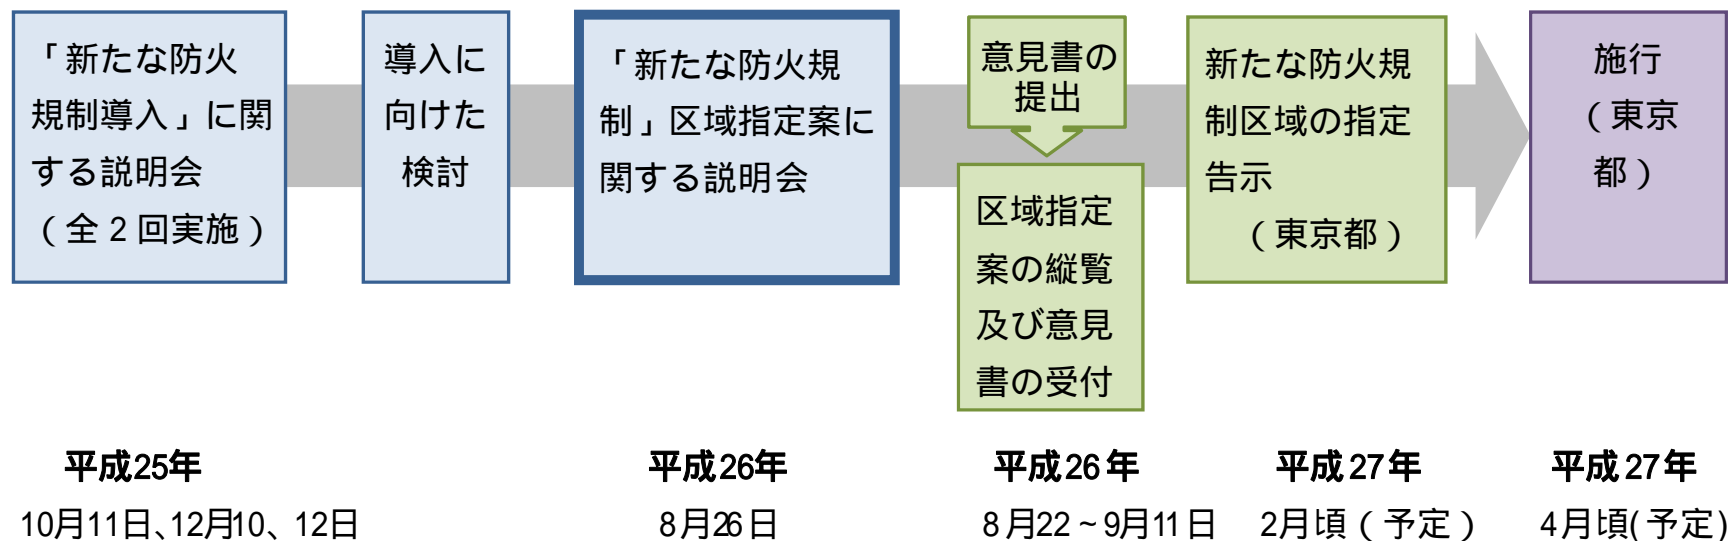 「新たな防火
規制導入」に関
する説明会
（全２回実施）
導入に
向けた
検討
「新たな防火規
制」区域指定案に
関する説明会
意見書の
提出
区域指定
案の縦覧
及び意見
書の受付
新たな防火規
制区域の指定
告示
（東京都）
施行
（東京
都）
平成25年
10月11日、12月10、12日
平成26年
8月26日
平成26年
8月22～9月11日
平成27年
2月頃（予定）
平成27年
4月頃(予定)